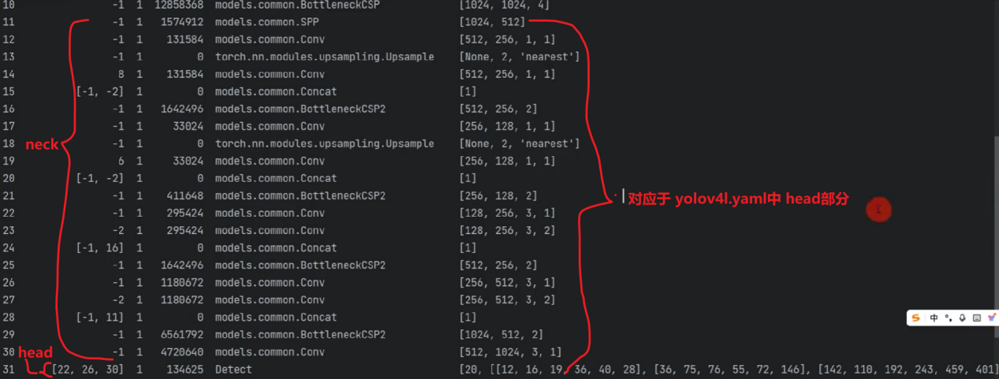 10 -1 1 12858368 models.common.BottleneckCSP [1024, 1024, 4]
11 -1 1 1574912 models.common.SPP [1024, 512]
12 -1 1 131584 models.common.Conv [512, 256, 1, 1]
13 -1 1 0 torch.nn.modules.upsampling.Upsample [None, 2, 'nearest']
14 8 1 131584 models.common.Conv [512, 256, 1, 1]
15 [-1, -2] 1 0 models.common.Concat [1]
16 -1 1 1642496 models.common.BottleneckCSP2 [512, 256, 2]
17 -1 1 33024 models.common.Conv [256, 128, 1, 1]
neck
18 -1 1 0 torch.nn.modules.upsampling.Upsample [None, 2, 'nearest']
19 6 1 33024 models.common.Conv [256, 128, 1, 1]
20 [-1, -2] 1 0 models.common.Concat [1]
21 -1 1 411648 models.common.BottleneckCSP2 [256, 128, 2]
对应于 yolov4l.yaml中 head部分
22 -1 1 295424 models.common.Conv [128, 256, 3, 1]
23 -2 1 295424 models.common.Conv [128, 256, 3, 2]
24 [-1, 16] 1 0 models.common.Concat [1]
25 -1 1 1642496 models.common.BottleneckCSP2 [512, 256, 2]
26 -1 1 1180672 models.common.Conv [256, 512, 3, 1]
27 -2 1 1180672 models.common.Conv [256, 512, 3, 2]
28 [-1, 11] 1 0 models.common.Concat [1]
中
29 -1 1 6561792 models.common.BottleneckCSP2 [1024, 512, 2]
30 -1 1 4720640 models.common.Conv [512, 1024, 3, 1]
head
31 [22, 26, 30] 1 134625 Detect [20, [[12, 16, 19, 36, 40, 28], [36, 75, 76, 55, 72, 146], [142, 110, 192, 243, 459, 401]